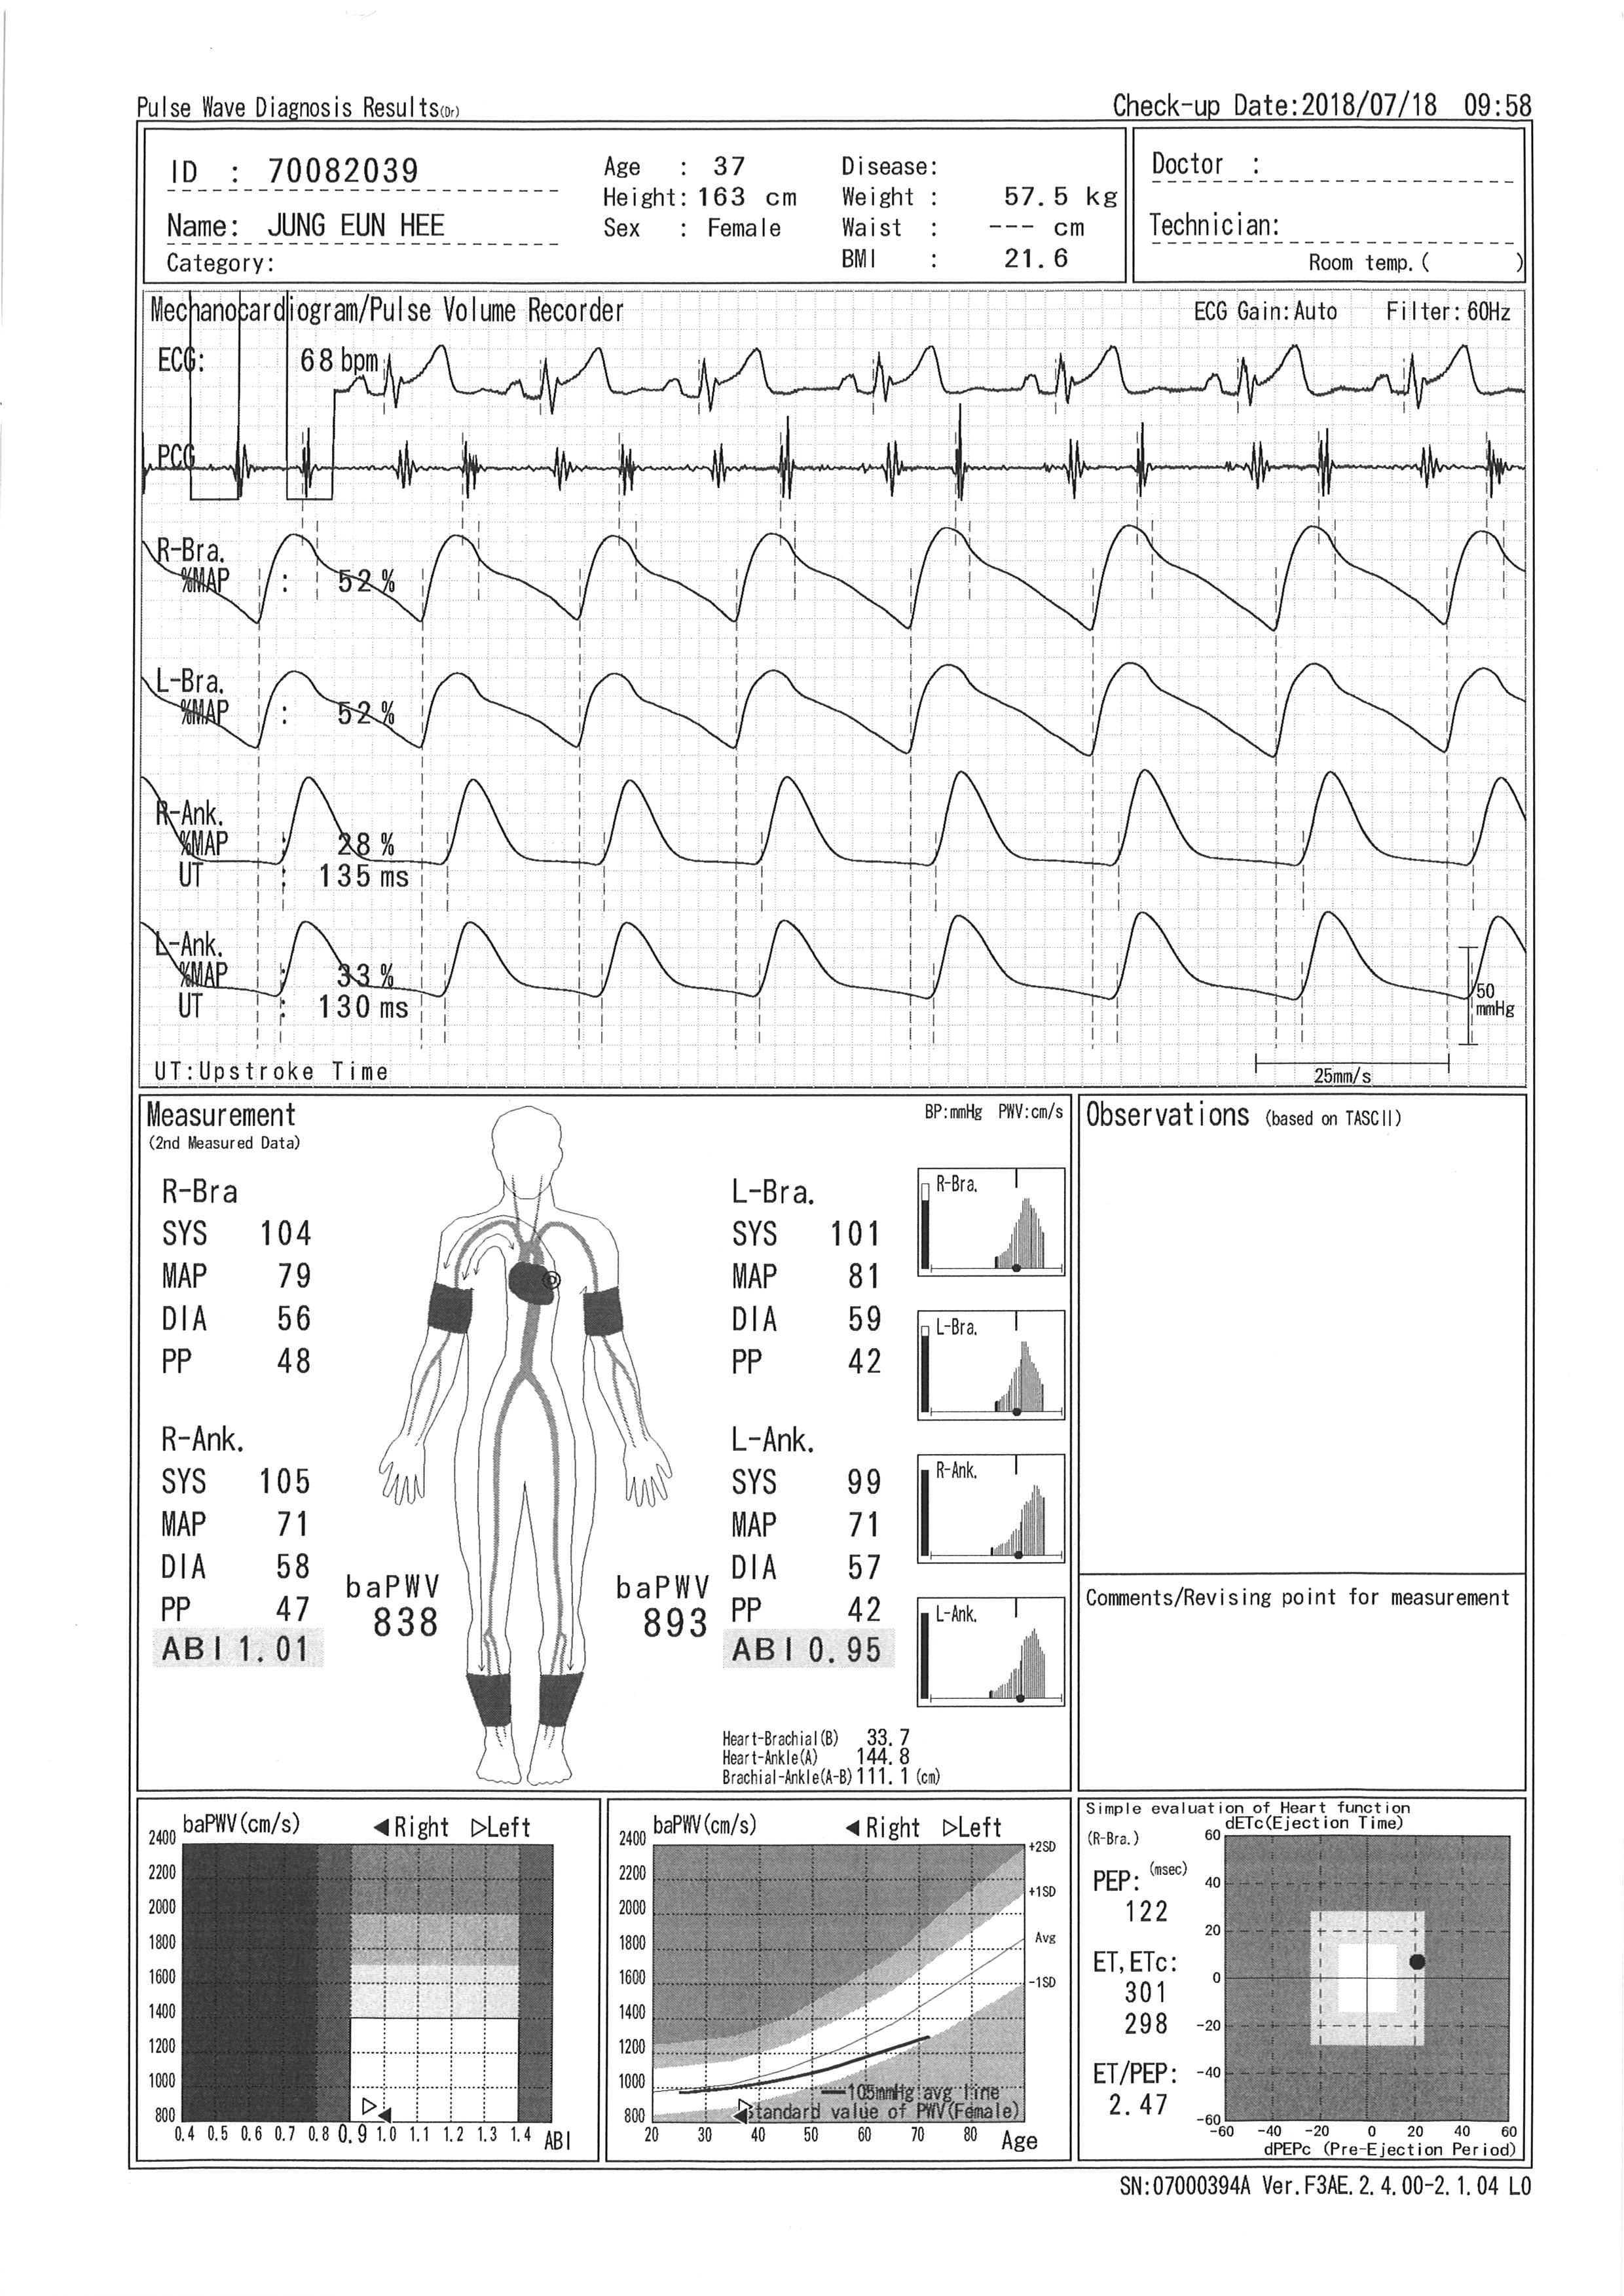 Pulse Wave Diagnosis Results(Dr)
Check-up Date:2018/07/18 09:58
ID : 70082039
Name: JUNG EUN HEE
Category:
Age : 37
Height: 163 cm
Sex : Female
Disease:
Weight : 57.5 kg
Waist : --- cm
BMI : 21.6
Doctor :
Technician:
Room temp.( )
Mechanocardiogram/Pulse Volume Recorder
ECG Gain:Auto Filter:60Hz
ECG: 68 bpm
PCG
R-Bra.
%MAP : 52 %
L-Bra.
%MAP : 52 %
R-Ank.
%MAP : 28 %
UT : 135 ms
L-Ank.
%MAP : 33 %
UT : 130 ms
50
mmHg
UT:Upstroke Time
25mm/s
Measurement
(2nd Measured Data)
BP:mmHg PWV:cm/s
R-Bra
SYS 104
MAP 79
DIA 56
PP 48
L-Bra.
SYS 101
MAP 81
DIA 59
PP 42
R-Ank.
SYS 105
MAP 71
DIA 58
PP 47
ABI 1.01
baPWV
838
baPWV
893
L-Ank.
SYS 99
MAP 71
DIA 57
PP 42
ABI 0.95
R-Bra.
L-Bra.
R-Ank.
L-Ank.
Heart-Brachial(B) 33.7
Heart-Ankle(A) 144.8
Brachial-Ankle(A-B) 111.1 (cm)
Observations (based on TASCII)
Comments/Revising point for measurement
baPWV(cm/s) ◀Right ▷Left
2400
2200
2000
1800
1600
1400
1200
1000
800
0.4 0.5 0.6 0.7 0.8 0.9 1.0 1.1 1.2 1.3 1.4 ABI
baPWV(cm/s) ◀Right ▷Left
2400
2200
2000
1800
1600
1400
1200
1000
800
+2SD
+1SD
Avg
-1SD
105mmHg avg line
Standard value of PWV(Female)
20 30 40 50 60 70 80 Age
Simple evaluation of Heart function
dETc(Ejection Time)
(R-Bra.)
PEP: (msec)
122
ET,ETc:
301
298
ET/PEP:
2.47
60
40
20
0
-20
-40
-60
-60 -40 -20 0 20 40 60
dPEPc (Pre-Ejection Period)
SN:07000394A Ver.F3AE.2.4.00-2.1.04 L0